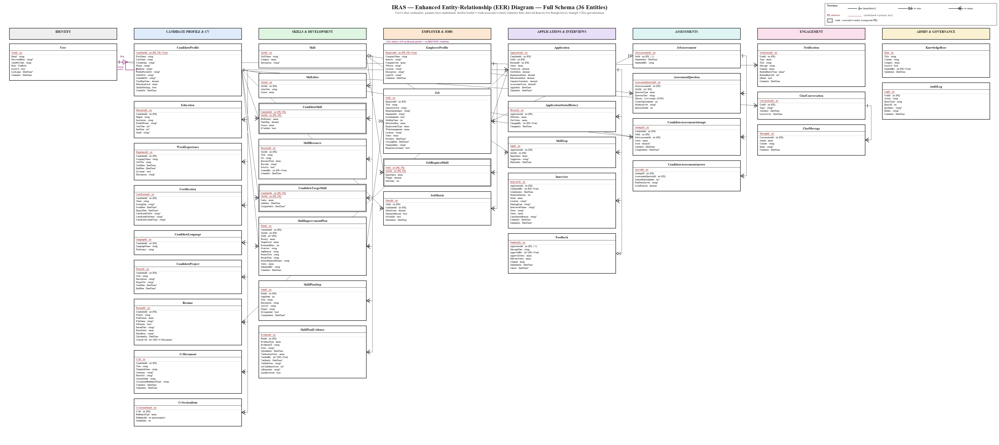 IRAS — Enhanced Entity-Relationship (EER) Diagram — Full Schema (36 Entities)
Crow's-foot cardinality; primary keys underlined; double border = weak/associative entity (identity fully derived from its two foreign keys); triangle = ISA specialization
Notation:
one (mandatory)
or one
or many
PK attribute
(underlined = primary key)
weak / associative entity (composite PK)
IDENTITY
User
UserId : int
Email : string
PasswordHash : string?
AuthProvider : string
Role : UserRole
IsActive : bool
LastLogin : DateTime?
CreatedAt : DateTime
ISA
(disjoint,
partial)
CANDIDATE PROFILE & CV
CandidateProfile
CandidateId : int (PK, FK→User)
FirstName : string
LastName : string
Citizenship : string?
Phone : string?
Headline : string?
ProfilePictureUrl : string?
GithubUrl : string?
LinkedInUrl : string?
TotalExpYears : decimal
EducationLevel : enum
OptInMatching : bool
CreatedAt : DateTime
Education
EducationId : int
CandidateId : int (FK)
Degree : string
Institution : string
FieldOfStudy : string?
StartYear : int?
EndYear : int?
Grade : string?
WorkExperience
ExperienceId : int
CandidateId : int (FK)
CompanyName : string
JobTitle : string
StartDate : DateTime
EndDate : DateTime?
IsCurrent : bool
Description : string?
Certification
CertificationId : int
CandidateId : int (FK)
Name : string
IssuingOrg : string?
IssueDate : DateTime?
ExpiryDate : DateTime?
CertificateFileUrl : string?
CertificateFileName : string?
CertificateContentType : string?
CandidateLanguage
LanguageId : int
CandidateId : int (FK)
LanguageName : string
Proficiency : string
CandidateProject
ProjectId : int
CandidateId : int (FK)
Title : string
Description : string?
ProjectUrl : string?
StartDate : DateTime?
EndDate : DateTime?
Resume
ResumeId : int
CandidateId : int (FK)
FileUrl : string
FileFormat : enum
FileName : string?
IsPrimary : bool
ParsedText : string?
ParseStatus : enum
ParseError : string?
UploadedAt : DateTime
SourceCvId : int? (FK→CvDocument)
CvDocument
CvId : int
CandidateId : int (FK)
Title : string
TemplateName : string
Summary : string?
PhotoUrl : string?
SectionOrder : string
CustomizedReferenceTypes : string
CreatedAt : DateTime
UpdatedAt : DateTime
CvSectionItem
CvSectionItemId : int
CvId : int (FK)
ReferenceType : enum
ReferenceId : int (polymorphic)
OrderIndex : int
SKILLS & DEVELOPMENT
Skill
SkillId : int
SkillName : string
Category : enum
Description : string?
SkillAlias
AliasId : int
SkillId : int (FK)
AliasText : string
Source : enum
CandidateSkill
CandidateId : int (PK, FK)
SkillId : int (PK, FK)
Proficiency : enum
YearsExp : decimal
Source : enum
IsVerified : bool
SkillResource
ResourceId : int
SkillId : int (FK)
Title : string
Url : string
ResourceType : enum
Provider : string?
IsActive : bool
CreatedBy : int (FK→User)
CreatedAt : DateTime
CandidateTargetSkill
CandidateId : int (PK, FK)
SkillId : int (PK, FK)
Status : enum
AddedAt : DateTime
CompletedAt : DateTime?
SkillImprovementPlan
PlanId : int
CandidateId : int (FK)
SkillId : int (FK)
JobId : int? (FK)
Priority : enum
TargetLevel : enum
EstimatedDays : int
Overview : string
GapReason : string
ProjectTitle : string
ProjectTask : string
ProjectExpectedOutput : string
Status : enum
GeneratedBy : string
CreatedAt : DateTime
SkillPlanStep
StepId : int
PlanId : int (FK)
StepOrder : int
Title : string
Description : string
Activity : string
Output : string
IsCompleted : bool
CompletedAt : DateTime?
SkillPlanEvidence
EvidenceId : int
PlanId : int (FK)
EvidenceType : enum
EvidenceUrl : string
Notes : string?
UploadedAt : DateTime
VerificationStatus : enum
VerifiedBy : int? (FK→User)
VerifiedAt : DateTime?
VerifierNotes : string?
AiConfidenceScore : int?
AiRationale : string?
AutoReviewed : bool
EMPLOYER & JOBS
ISA subclass of User (disjoint, partial — see IDENTITY swimlane)
EmployerProfile
EmployerId : int (PK, FK→User)
CompanyName : string
Industry : string?
CompanySize : enum
Website : string?
Location : string?
Description : string?
LogoUrl : string?
CreatedAt : DateTime
Job
JobId : int
EmployerId : int (FK)
Title : string
SeniorityLevel : string
RequirementInput : string?
GeneratedJd : string?
IsAiGenerated : bool
MinExpYears : int
EducationReq : enum
EmploymentType : enum
WorkArrangement : enum
Location : string?
Status : enum
PostedAt : DateTime?
ClosingDate : DateTime?
TemplateKey : string?
RequireAssessment : bool
JobRequiredSkill
JobId : int (PK, FK)
SkillId : int (PK, FK)
Importance : enum
Weight : decimal
MinYears : int
JobMatch
MatchId : int
JobId : int (FK)
CandidateId : int (FK)
MatchScore : decimal
ThresholdPassed : bool
IsNotified : bool
MatchedAt : DateTime
APPLICATIONS & INTERVIEWS
Application
ApplicationId : int
CandidateId : int (FK)
JobId : int (FK)
ResumeId : int (FK)
Status : enum
TotalScore : decimal
SkillMatch : decimal
ExperienceMatch : decimal
EducationMatch : decimal
SemanticSimilarity : decimal
AssessmentScore : decimal?
AppliedAt : DateTime
UpdatedAt : DateTime?
ApplicationStatusHistory
HistoryId : int
ApplicationId : int (FK)
OldStatus : enum
NewStatus : enum
ChangedBy : int (FK→User)
ChangedAt : DateTime
SkillGap
GapId : int
ApplicationId : int (FK)
SkillId : int (FK)
Importance : enum
Suggestion : string?
DetectedAt : DateTime
Interview
InterviewId : int
ApplicationId : int (FK)
ScheduledBy : int (FK→User)
ScheduledAt : DateTime
DurationMinutes : int
Mode : enum
Location : string?
MeetingLink : string?
InterviewerNames : string?
Notes : string?
Status : enum
CancellationReason : string?
CreatedAt : DateTime
UpdatedAt : DateTime?
Feedback
FeedbackId : int
ApplicationId : int (FK, 1:1)
MessageText : string
ApprovedBy : int? (FK→User)
ApprovalStatus : enum
DeliveryStatus : enum
Channel : enum
GeneratedAt : DateTime
SentAt : DateTime?
ASSESSMENTS
JobAssessment
JobAssessmentId : int
JobId : int (FK, 1:1)
GeneratedAt : DateTime
GeneratedBy : string
AssessmentQuestion
AssessmentQuestionId : int
JobAssessmentId : int (FK)
SkillId : int? (FK)
QuestionType : enum
QuestionText : string
Options : List<string> (JSON)
CorrectOptionIndex : int
ModelAnswer : string?
QuestionOrder : int
CandidateAssessmentAttempt
AttemptId : int
CandidateId : int (FK)
JobId : int (FK)
JobAssessmentId : int (FK)
Status : enum
Score : decimal?
StartedAt : DateTime
CompletedAt : DateTime?
CandidateAssessmentAnswer
AnswerId : int
AttemptId : int (FK)
AssessmentQuestionId : int (FK)
SelectedOptionIndex : int?
FreeTextAnswer : string?
ScoreFraction : decimal
ENGAGEMENT
Notification
NotificationId : int
UserId : int (FK)
Type : enum
Title : string
Message : string
Channel : enum
RelatedEntityType : enum?
RelatedEntityId : int?
IsRead : bool
CreatedAt : DateTime
ChatConversation
ConversationId : int
UserId : int (FK)
Topic : string?
StartedAt : DateTime
LastActivity : DateTime
ChatMessage
MessageId : int
ConversationId : int (FK)
Sender : enum
Content : string
Intent : string?
CreatedAt : DateTime
ADMIN & GOVERNANCE
KnowledgeBase
KbId : int
Title : string
Content : string
Category : enum
IsActive : bool
UpdatedBy : int (FK→User)
UpdatedAt : DateTime
AuditLog
LogId : int
UserId : int (FK)
Action : string
EntityType : string
EntityId : int
IpAddress : string?
Details : string?
CreatedAt : DateTime